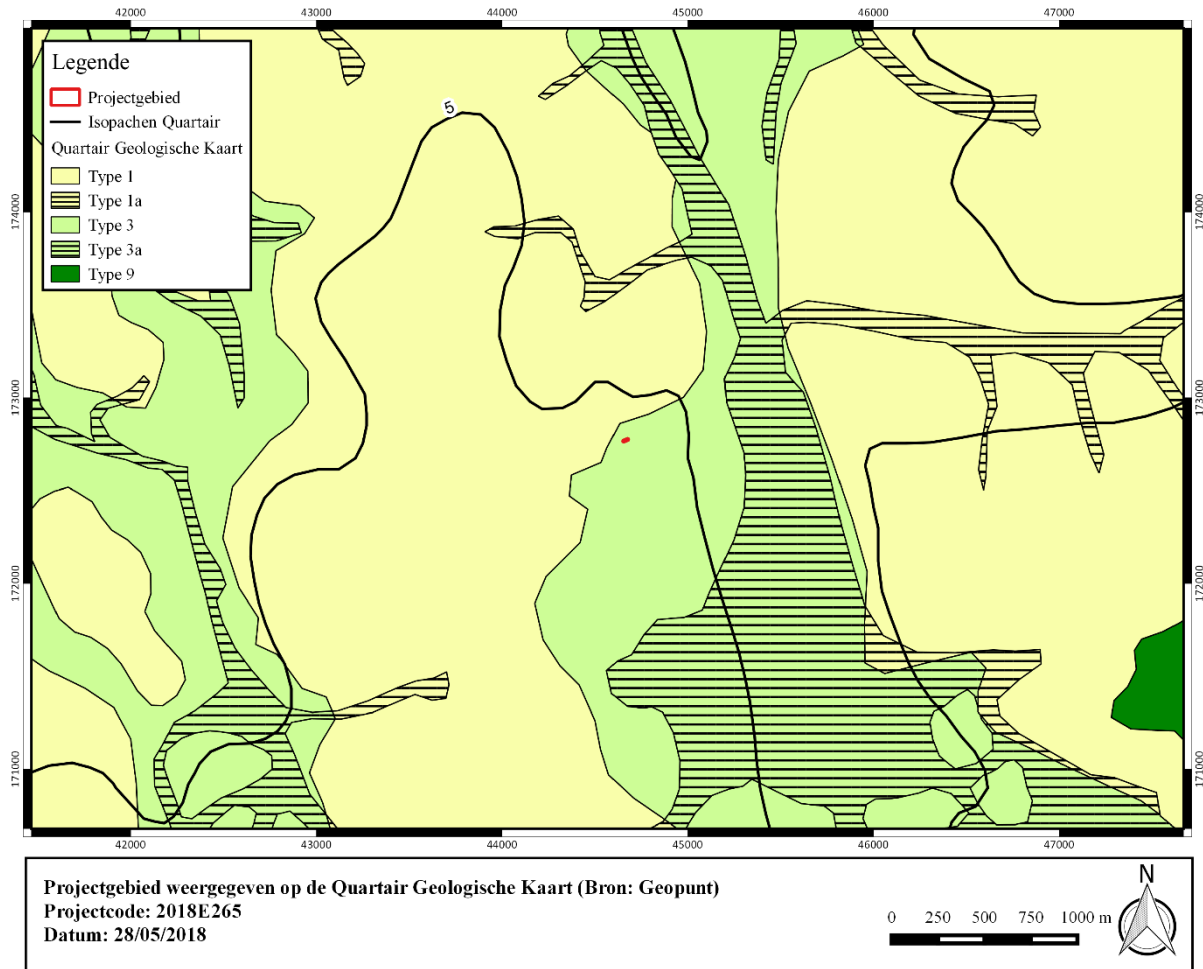 42000 43000 44000 45000 46000 47000
Legende
Projectgebied
Isopachen Quartair
Quartair Geologische Kaart
Type 1
Type 1a
Type 3
Type 3a
Type 9
5
174000 174000
173000 173000
172000 172000
171000 171000
42000 43000 44000 45000 46000 47000
Projectgebied weergegeven op de Quartair Geologische Kaart (Bron: Geopunt)
Projectcode: 2018E265
Datum: 28/05/2018
0 250 500 750 1000 m
N